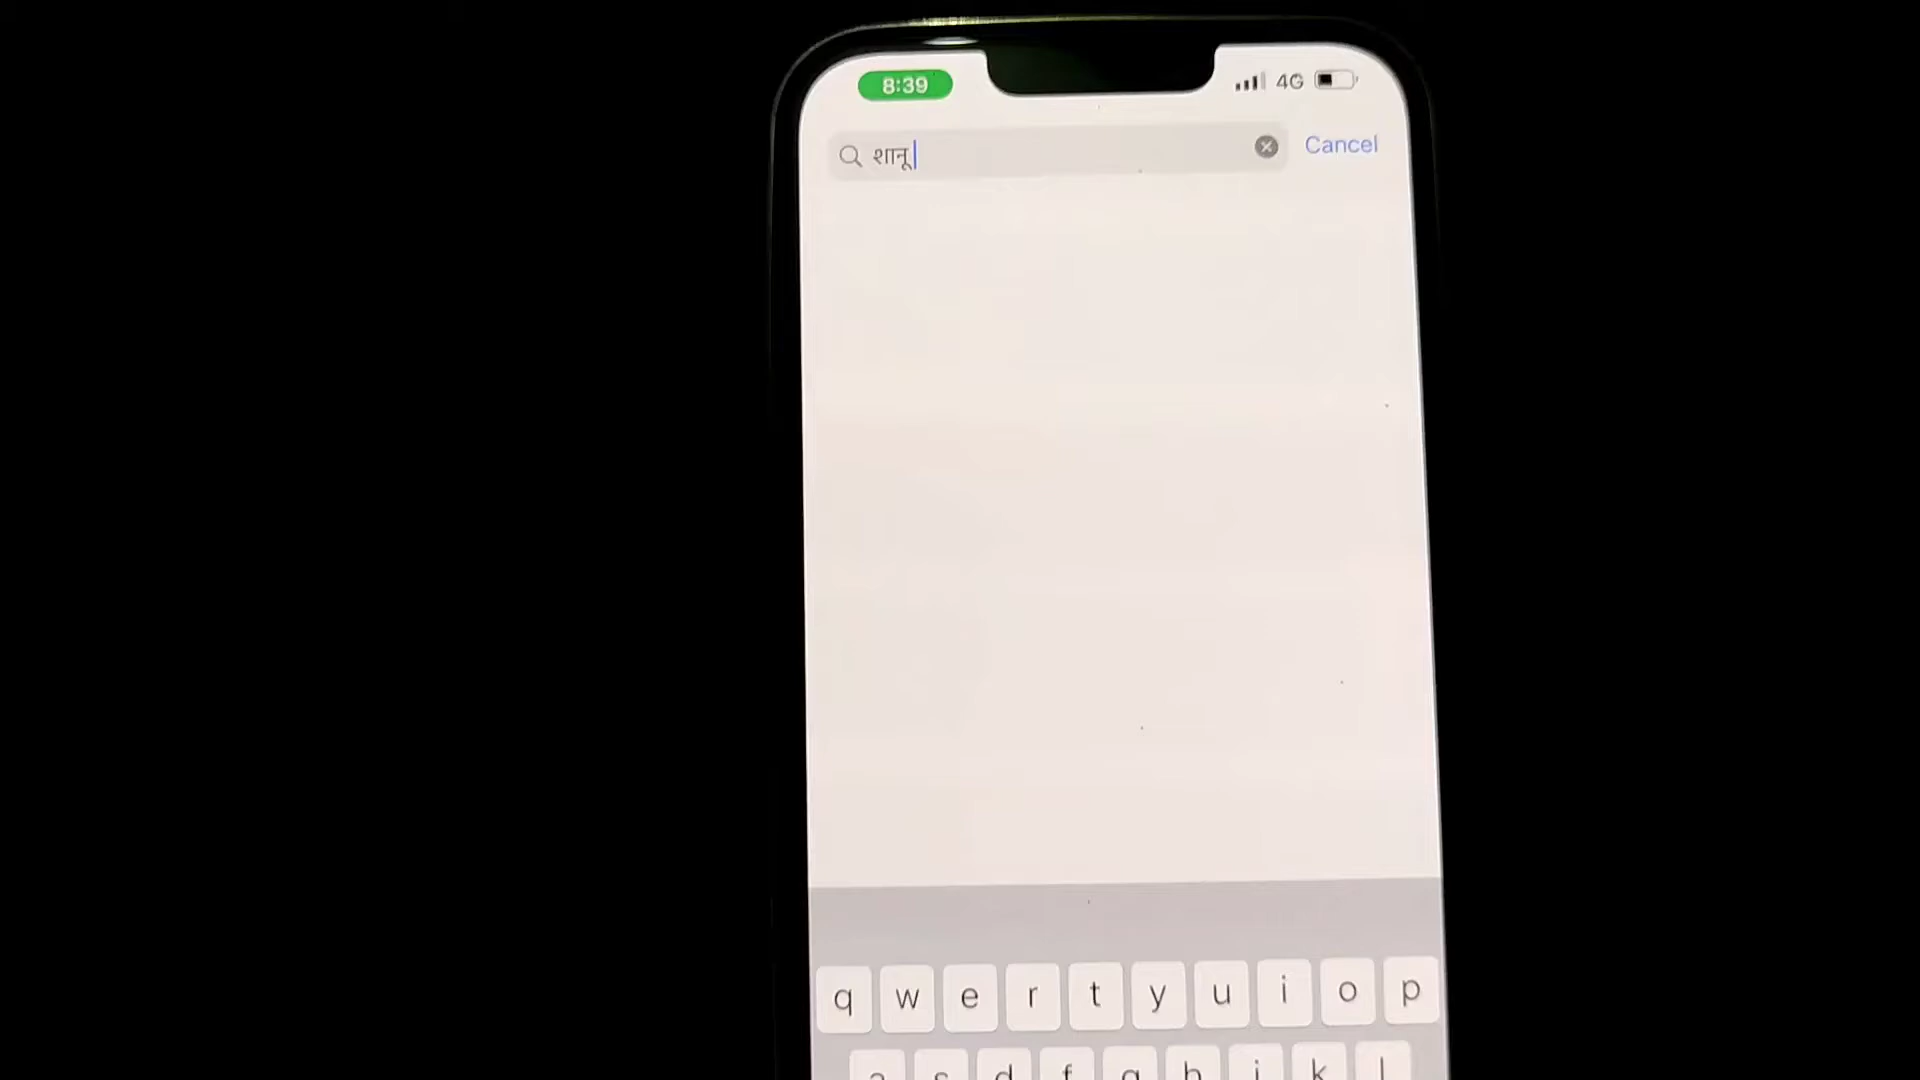 8:39 4G
शानू Cancel
q w e r t y u i o p
a s d f g h j k l